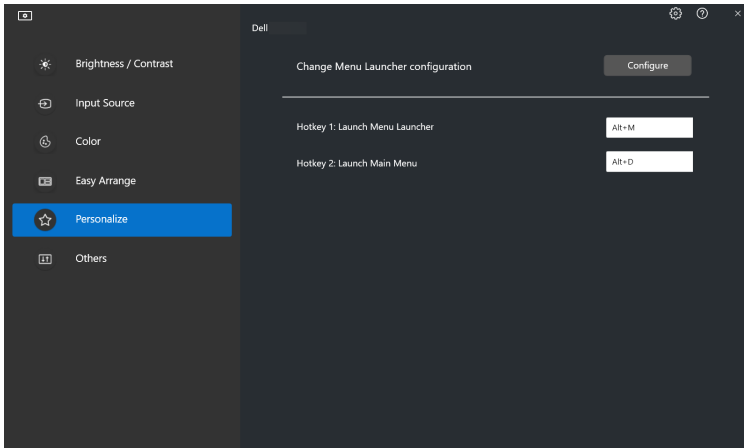 Dell
Brightness / Contrast
Input Source
Color
Easy Arrange
Personalize
Others
Change Menu Launcher configuration
Configure
Hotkey 1: Launch Menu Launcher
Alt+M
Hotkey 2: Launch Main Menu
Alt+D